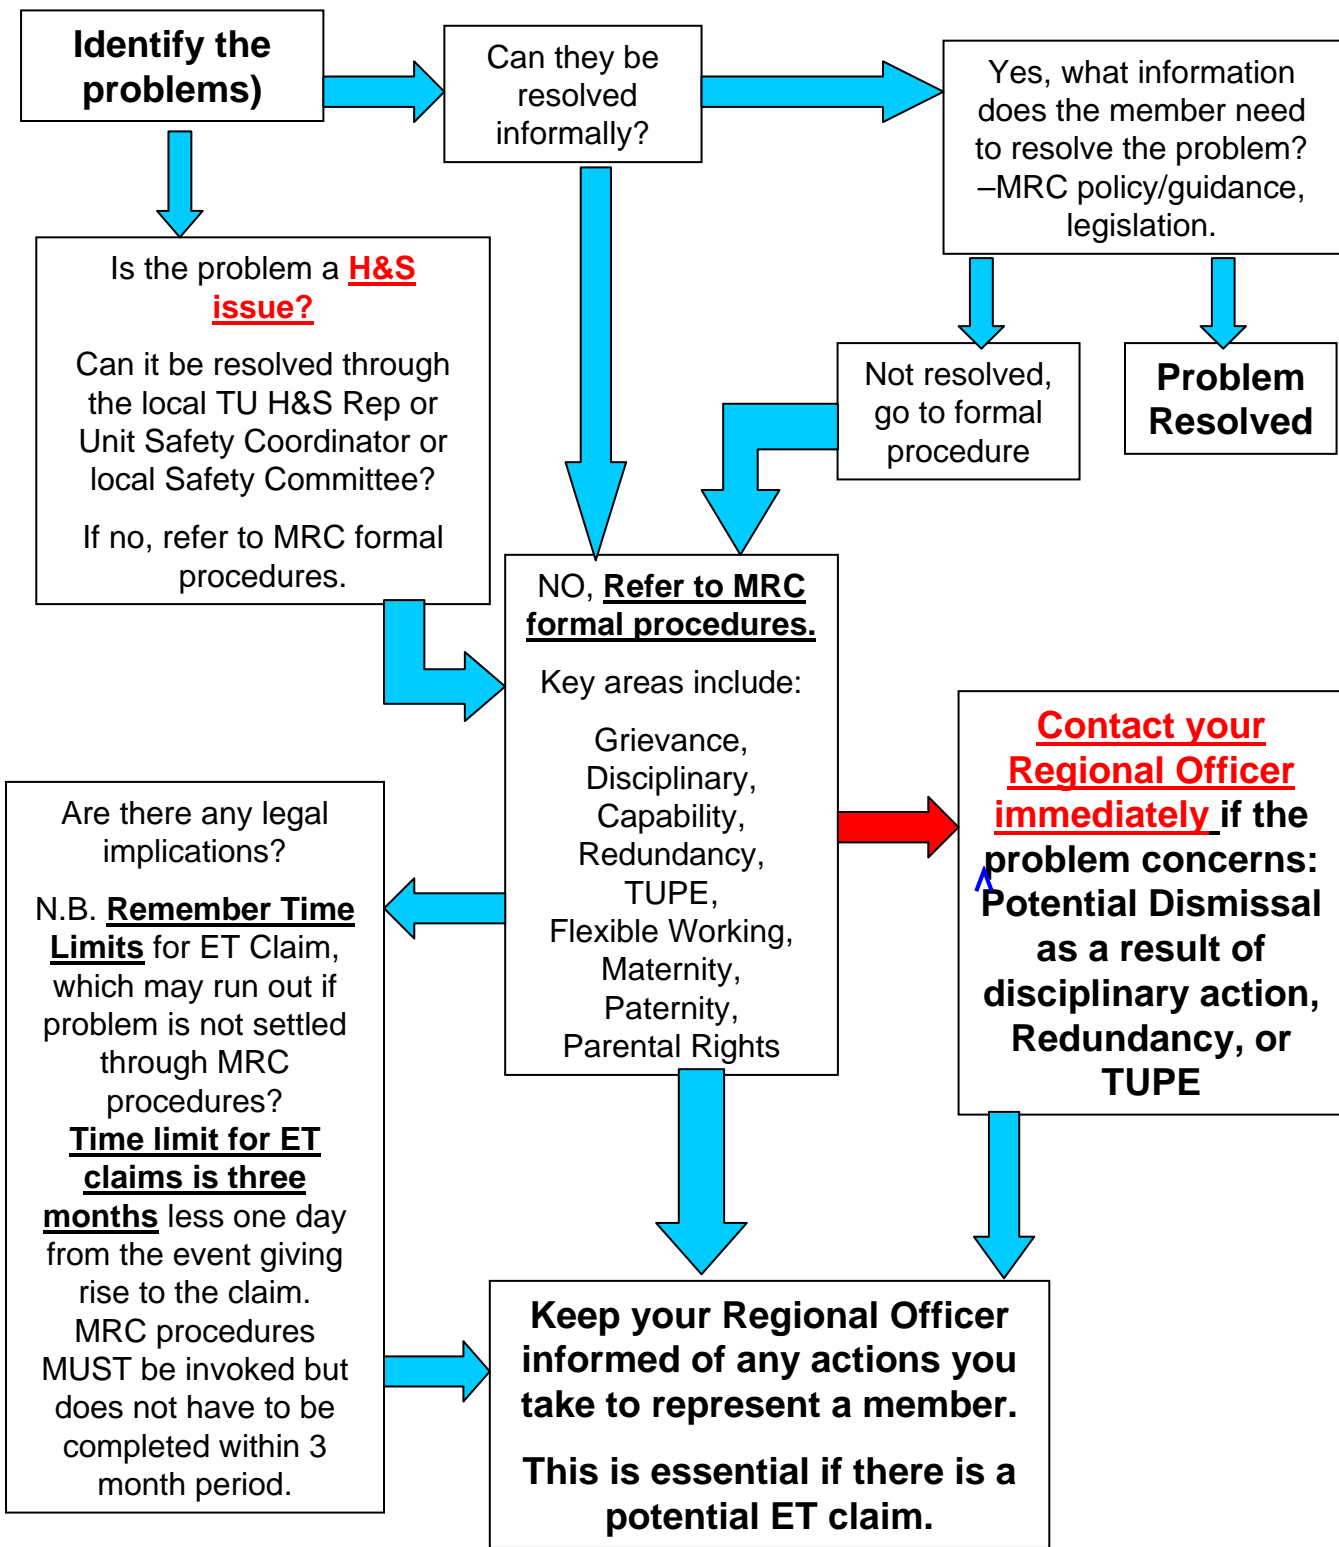 Identify the
problems)
Can they be
resolved
informally?
Yes, what information
does the member need
to resolve the problem?
–MRC policy/guidance,
legislation.
Is the problem a H&S
issue?
Can it be resolved through
the local TU H&S Rep or
Unit Safety Coordinator or
local Safety Committee?
If no, refer to MRC formal
procedures.
Not resolved,
go to formal
procedure
Problem
Resolved
NO, Refer to MRC
formal procedures.
Key areas include:
Grievance,
Disciplinary,
Capability,
Redundancy,
TUPE,
Flexible Working,
Maternity,
Paternity,
Parental Rights
Contact your
Regional Officer
immediately if the
problem concerns:
Potential Dismissal
as a result of
disciplinary action,
Redundancy, or
TUPE
Are there any legal
implications?
N.B. Remember Time
Limits for ET Claim,
which may run out if
problem is not settled
through MRC
procedures?
Time limit for ET
claims is three
months less one day
from the event giving
rise to the claim.
MRC procedures
MUST be invoked but
does not have to be
completed within 3
month period.
Keep your Regional Officer
informed of any actions you
take to represent a member.
This is essential if there is a
potential ET claim.